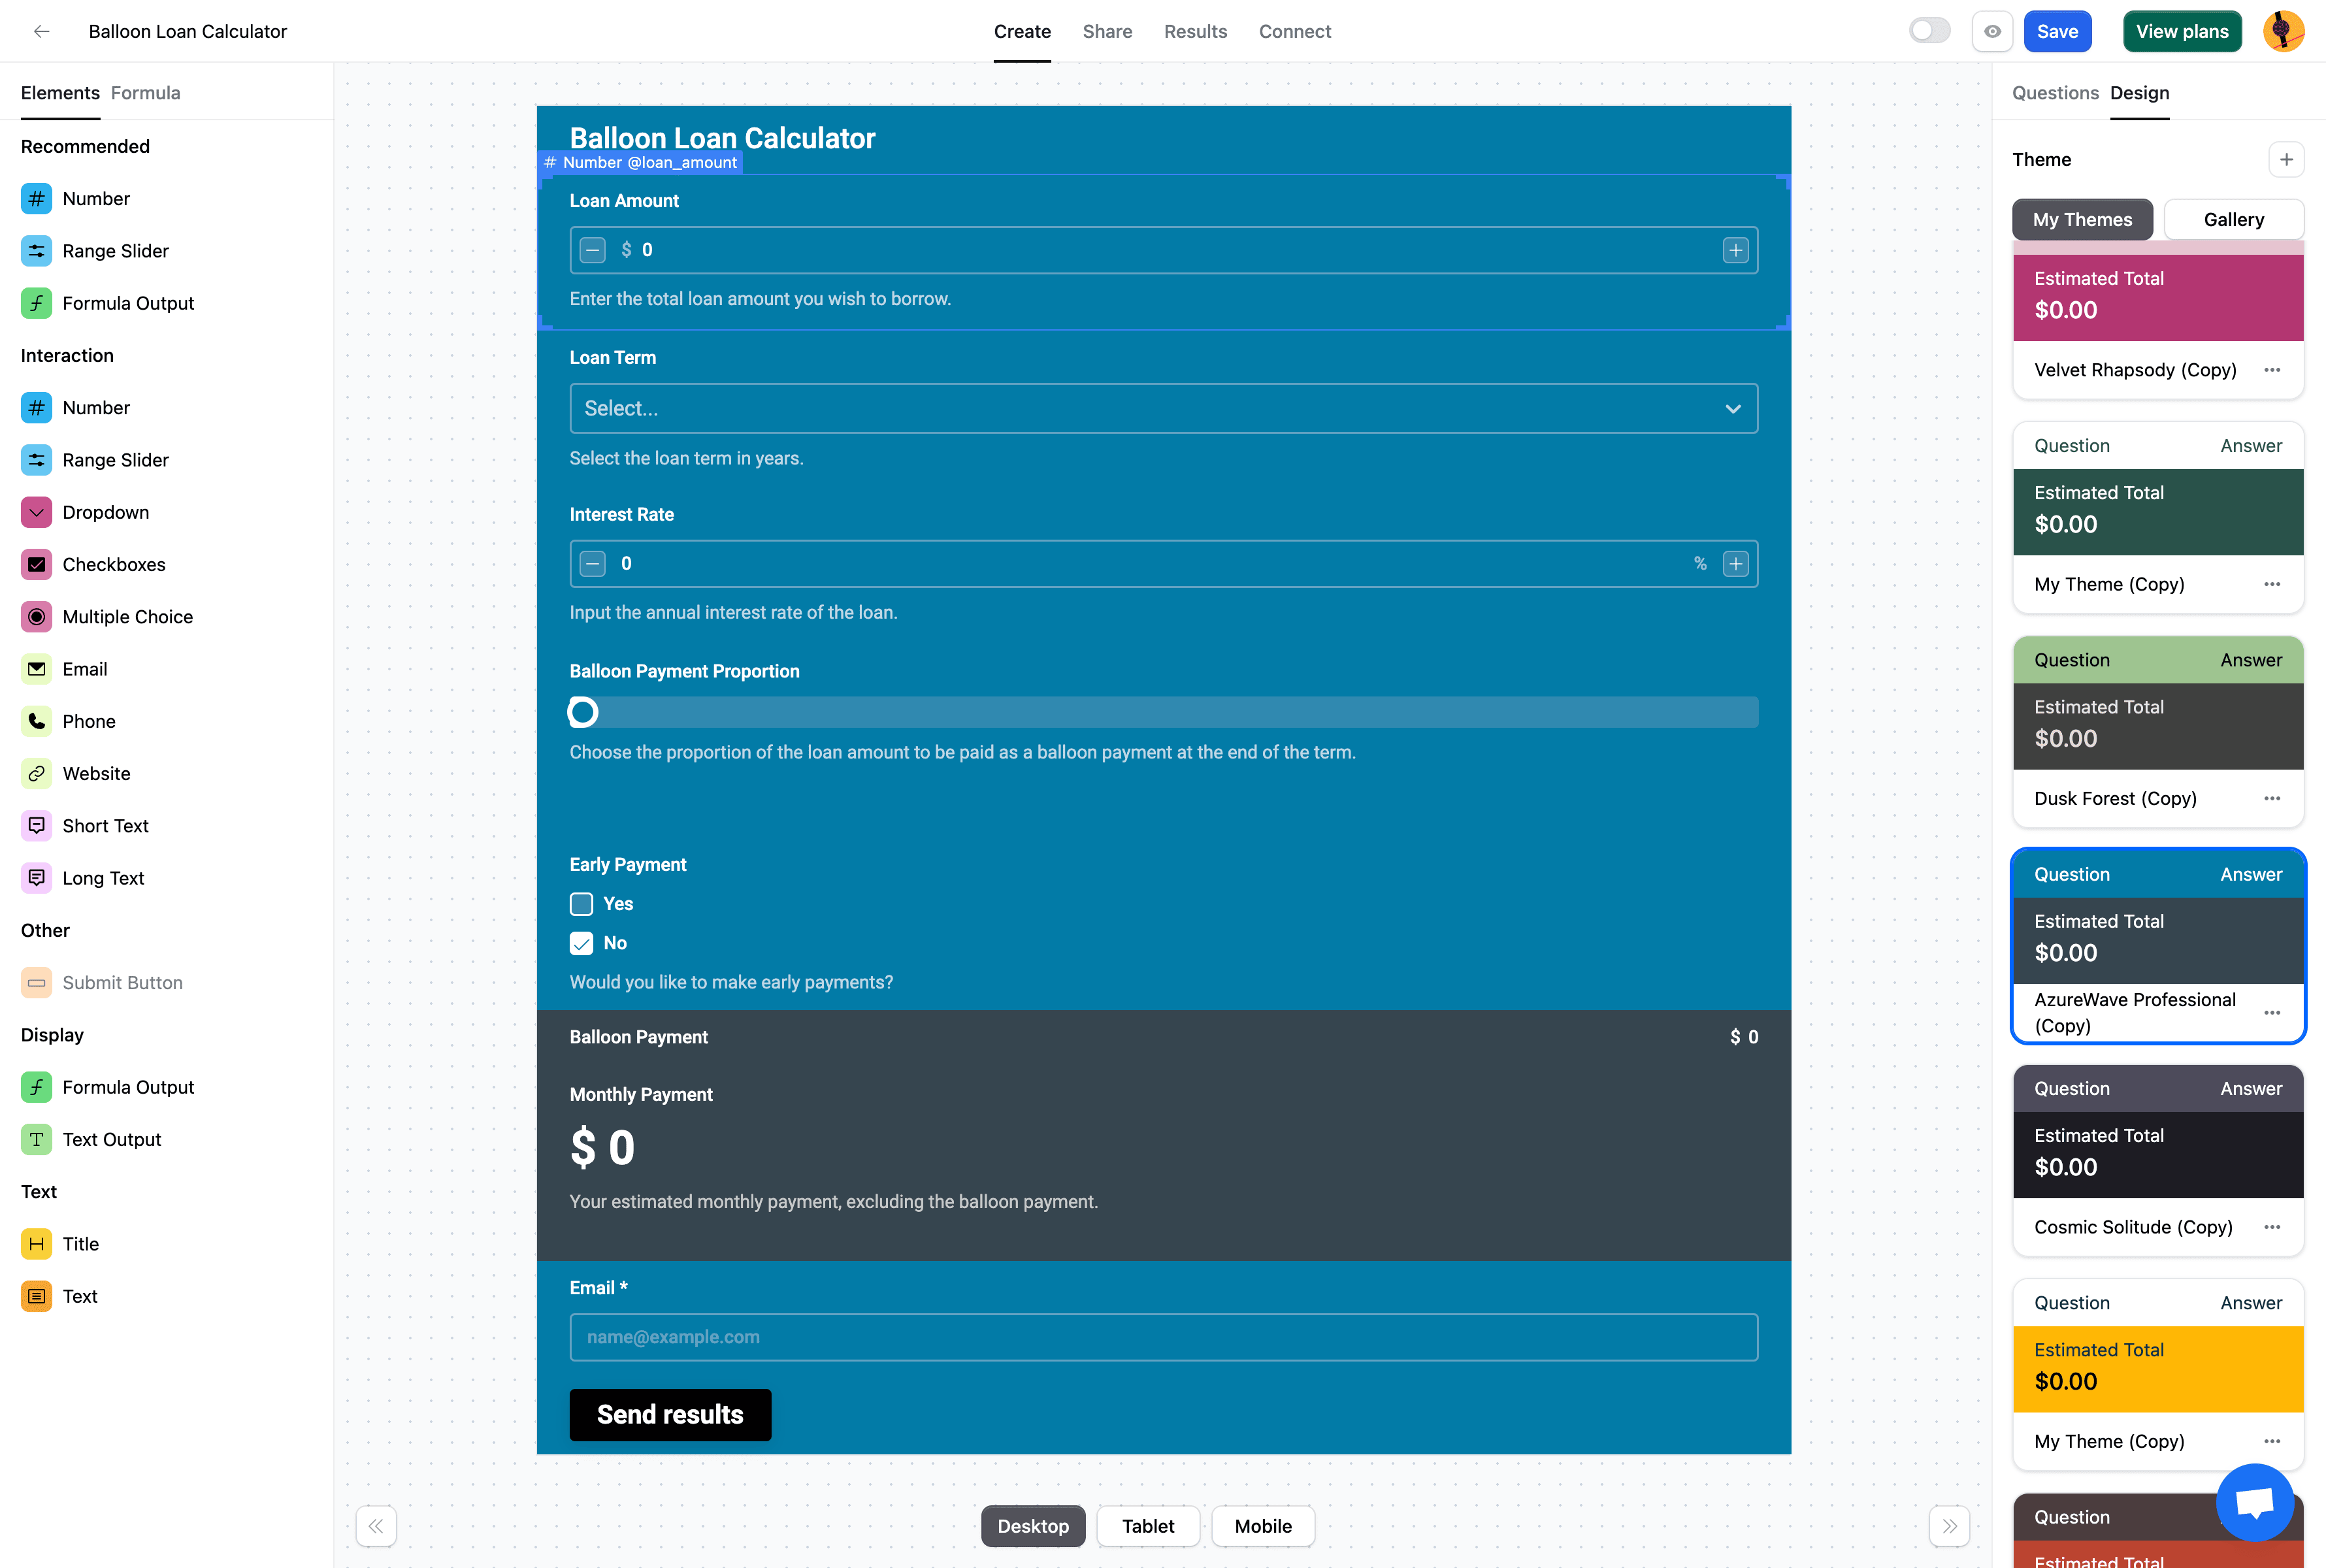 Balloon Loan Calculator
Create
Share
Results
Connect
Save
View plans
Elements
Formula
Recommended
Number
Range Slider
Formula Output
Interaction
Number
Range Slider
Dropdown
Checkboxes
Multiple Choice
Email
Phone
Website
Short Text
Long Text
Other
Submit Button
Display
Formula Output
Text Output
Text
Title
Text
Balloon Loan Calculator
# Number @loan_amount
Loan Amount
$ 0
Enter the total loan amount you wish to borrow.
Loan Term
Select...
Select the loan term in years.
Interest Rate
0 %
Input the annual interest rate of the loan.
Balloon Payment Proportion
Choose the proportion of the loan amount to be paid as a balloon payment at the end of the term.
Early Payment
Yes
No
Would you like to make early payments?
Balloon Payment $ 0
Monthly Payment
$ 0
Your estimated monthly payment, excluding the balloon payment.
Email *
name@example.com
Send results
Desktop
Tablet
Mobile
Questions
Design
Theme
My Themes
Gallery
Estimated Total
$0.00
Velvet Rhapsody (Copy)
Question Answer
Estimated Total
$0.00
My Theme (Copy)
Question Answer
Estimated Total
$0.00
Dusk Forest (Copy)
Question Answer
Estimated Total
$0.00
AzureWave Professional
(Copy)
Question Answer
Estimated Total
$0.00
Cosmic Solitude (Copy)
Question Answer
Estimated Total
$0.00
My Theme (Copy)
Question
Estimated Total